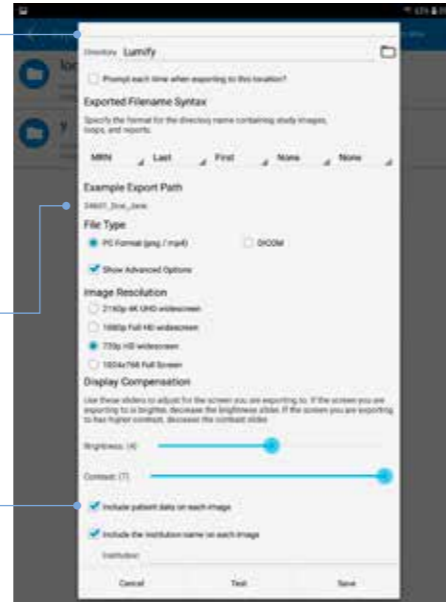 Directory Lumify
Prompt each time when exporting to this location?
Exported Filename Syntax
Specify the format for the directory name containing study images,
loops, and reports.
MRN Last First None None
Example Export Path
File Type
PC Format (png / mp4) DICOM
Show Advanced Options
Image Resolution
2160p 4K UHD widescreen
1080p Full HD widescreen
720p HD widescreen
1024x768 Full Screen
Display Compensation
Use these sliders to adjust for the screen you are exporting to. If the screen you are
exporting to is brighter, decrease the brightness slider. If the screen you are exporting
to has higher contrast, decrease the contrast slider.
Brightness: (4)
Contrast: (7)
Include patient data on each image
Include the institution name on each image
Institution:
Cancel Test Save